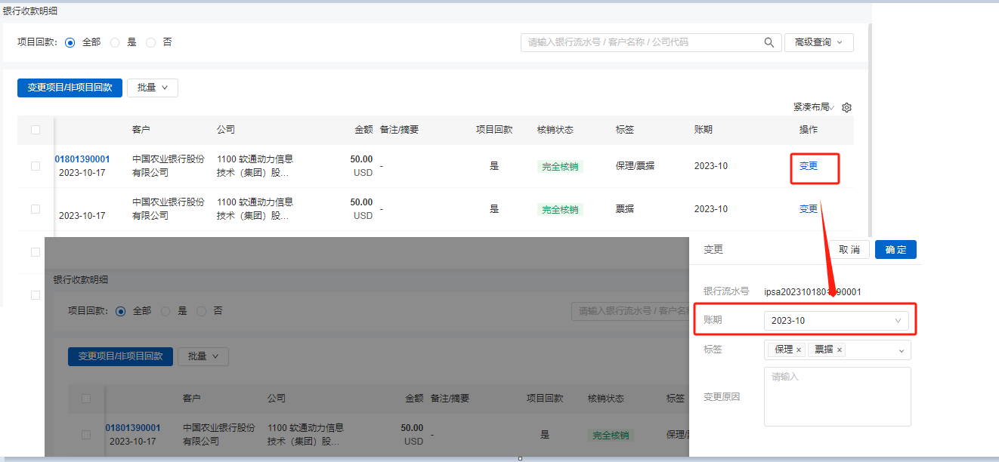 银行收款明细
项目回款: 全部 是 否 请输入银行流水号 / 客户名称 / 公司代码 高级查询
变更项目/非项目回款 批量
紧凑布局
客户 公司 金额 备注/摘要 项目回款 核销状态 标签 账期 操作
01801390001 中国农业银行股份 1100 软通动力信息 50.00
- 是 完全核销 保理/票据 2023-10 变更
2023-10-17 有限公司 技术（集团）股... USD
中国农业银行股份 1100 软通动力信息 50.00
- 是 完全核销 票据 2023-10 变更
2023-10-17 有限公司 技术（集团）股... USD
变更 取 消 确 定
银行流水号
账期 2023-10
标签 保理 × 票据 ×
变更原因 请输入
银行收款明细
项目回款: 全部 是 否 请输入银行流水号 / 客户名
变更项目/非项目回款 批量
客户 公司 金额 备注/摘要 项目回款 核销状态 标签
01801390001 中国农业银行股份 1100 软通动力信息 50.00
- 是 完全核销 保理/
2023-10-17 有限公司 技术（集团）股... USD